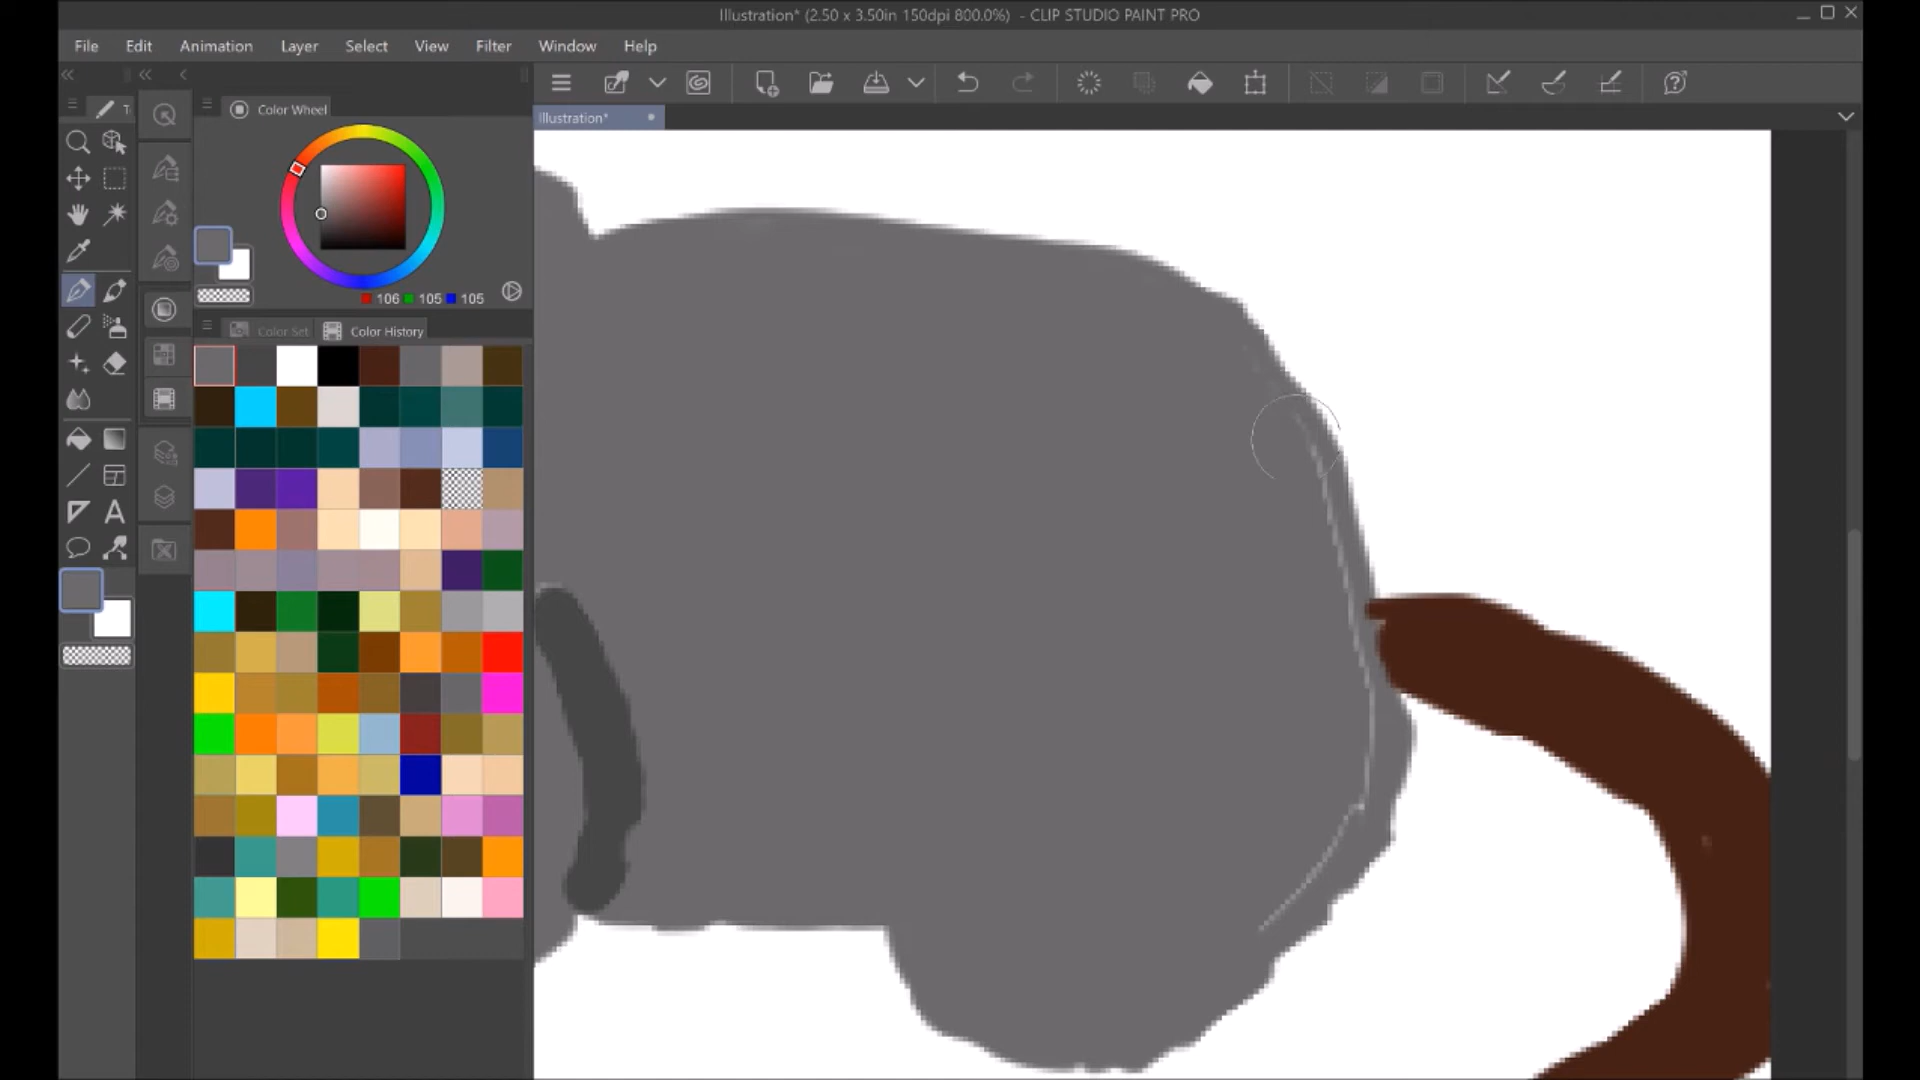 Illustration* (2.50 x 3.50in 150dpi 800.0%) - CLIP STUDIO PAINT PRO
File Edit Animation Layer Select View Filter Window Help
Color Wheel
Illustration*
106 105 105
Color Set Color History